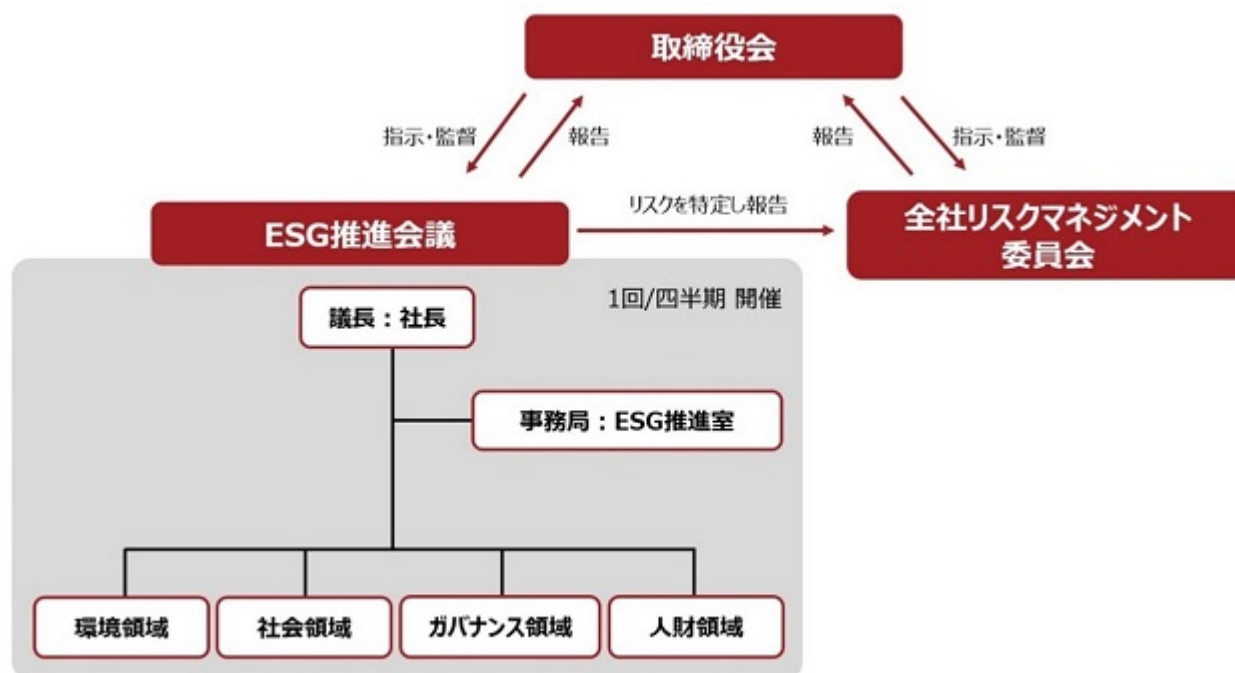 取締役会
指示・監督
報告
報告
指示・監督
ESG推進会議
リスクを特定し報告
全社リスクマネジメント
委員会
1回/四半期 開催
議長：社長
事務局：ESG推進室
環境領域
社会領域
ガバナンス領域
人財領域